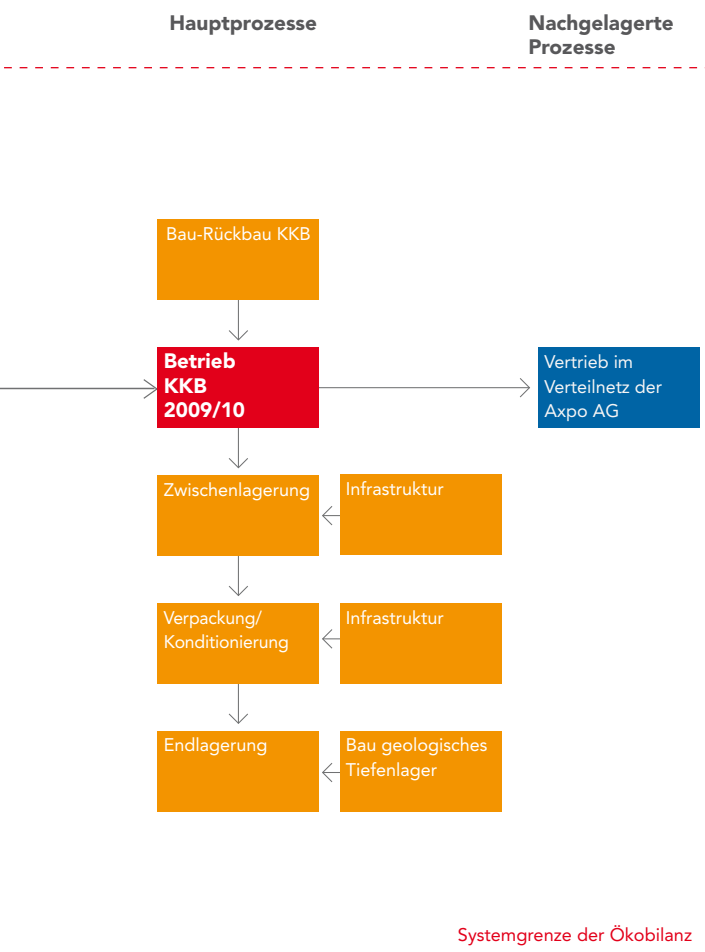 Hauptprozesse
Nachgelagerte
Prozesse
Bau-Rückbau KKB
Betrieb
KKB
2009/10
Vertrieb im
Verteilnetz der
Axpo AG
Zwischenlagerung
Infrastruktur
Verpackung/
Konditionierung
Infrastruktur
Endlagerung
Bau geologisches
Tiefenlager
Systemgrenze der Ökobilanz